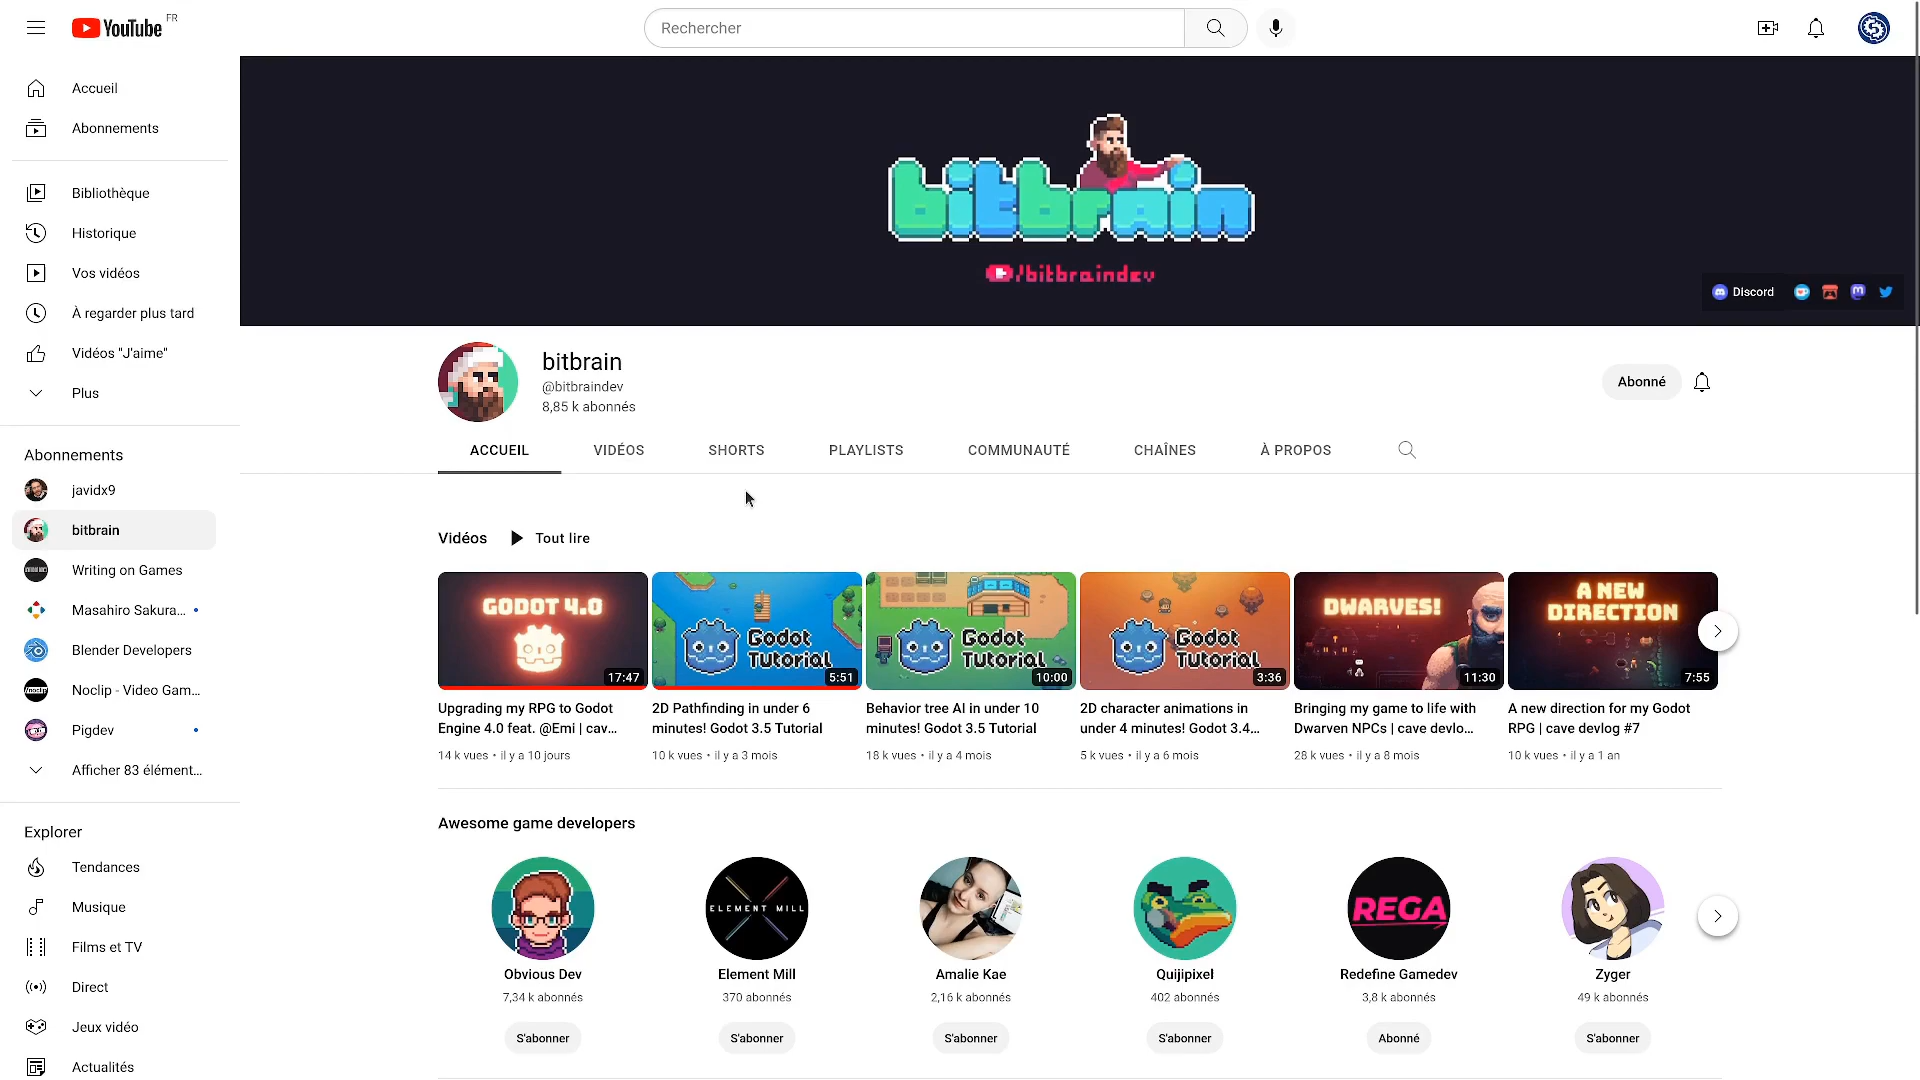 YouTube FR
Rechercher
Accueil
Abonnements
Bibliothèque
Historique
Vos vidéos
À regarder plus tard
Vidéos "J'aime"
Plus
Abonnements
javidx9
bitbrain
Writing on Games
Masahiro Sakura...
Blender Developers
Noclip - Video Gam...
Pigdev
Afficher 83 élément...
Explorer
Tendances
Musique
Films et TV
Direct
Jeux vidéo
Actualités
bitbrain
/bitbraindev
Discord
bitbrain
@bitbraindev
8,85 k abonnés
Abonné
ACCUEIL VIDÉOS SHORTS PLAYLISTS COMMUNAUTÉ CHAÎNES À PROPOS
Vidéos Tout lire
GODOT 4.0
17:47
Upgrading my RPG to Godot
Engine 4.0 feat. @Emi | cav...
14 k vues • il y a 10 jours
Godot
Tutorial
5:51
2D Pathfinding in under 6
minutes! Godot 3.5 Tutorial
10 k vues • il y a 3 mois
Godot
Tutorial
10:00
Behavior tree AI in under 10
minutes! Godot 3.5 Tutorial
18 k vues • il y a 4 mois
Godot
Tutorial
3:36
2D character animations in
under 4 minutes! Godot 3.4...
5 k vues • il y a 6 mois
DWARVES!
11:30
Bringing my game to life with
Dwarven NPCs | cave devlo...
28 k vues • il y a 8 mois
A NEW
DIRECTION
7:55
A new direction for my Godot
RPG | cave devlog #7
10 k vues • il y a 1 an
Awesome game developers
Obvious Dev
7,34 k abonnés
S'abonner
ELEMENT MILL
Element Mill
370 abonnés
S'abonner
Amalie Kae
2,16 k abonnés
S'abonner
Quijipixel
402 abonnés
S'abonner
REGA
Redefine Gamedev
3,8 k abonnés
Abonné
Zyger
49 k abonnés
S'abonner